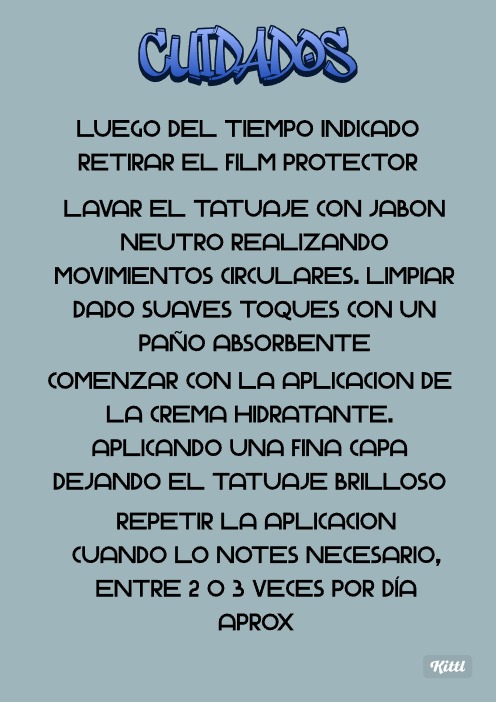 CUIDADOS
LUEGO DEL TIEMPO INDICADO
RETIRAR EL FILM PROTECTOR
LAVAR EL TATUAJE CON JABON
NEUTRO REALIZANDO
MOVIMIENTOS CIRCULARES. LIMPIAR
DADO SUAVES TOQUES CON UN
PAÑO ABSORBENTE
COMENZAR CON LA APLICACION DE
LA CREMA HIDRATANTE.
APLICANDO UNA FINA CAPA
DEJANDO EL TATUAJE BRILLOSO
REPETIR LA APLICACION
CUANDO LO NOTES NECESARIO,
ENTRE 2 O 3 VECES POR DÍA
APROX
Kittl